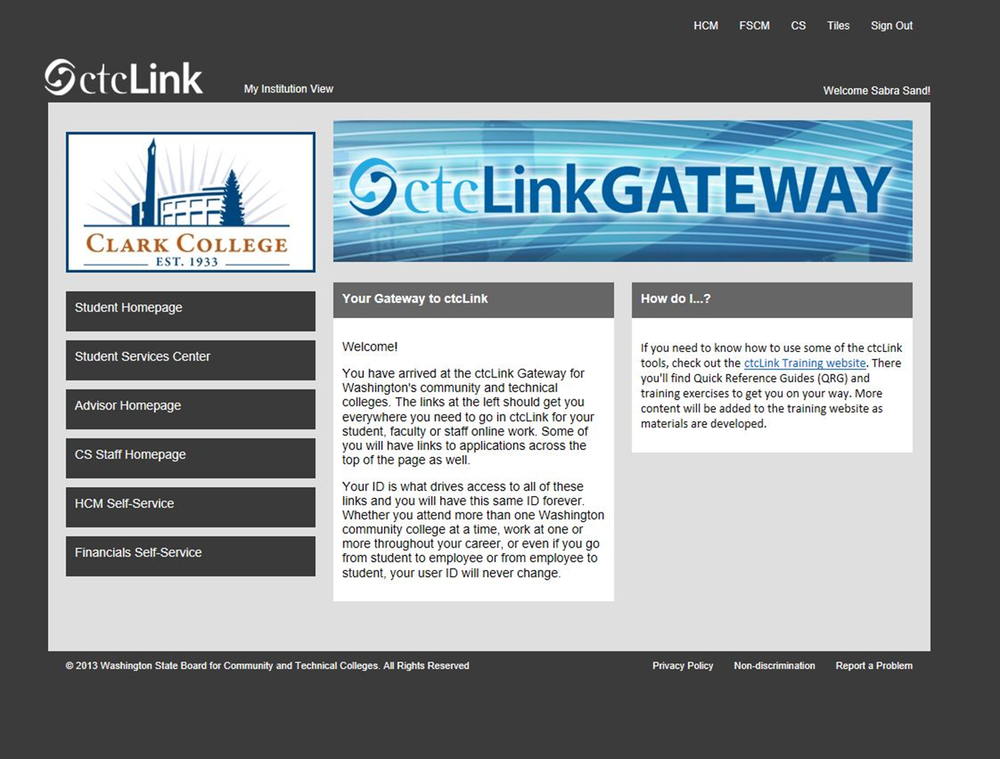 HCM FSCM CS Tiles Sign Out
ctcLink
My Institution View
Welcome Sabra Sand!
CLARK COLLEGE
EST. 1933
ctcLinkGATEWAY
Student Homepage
Student Services Center
Advisor Homepage
CS Staff Homepage
HCM Self-Service
Financials Self-Service
Your Gateway to ctcLink
Welcome!
You have arrived at the ctcLink Gateway for
Washington's community and technical
colleges. The links at the left should get you
everywhere you need to go in ctcLink for your
student, faculty or staff online work. Some of
you will have links to applications across the
top of the page as well.
Your ID is what drives access to all of these
links and you will have this same ID forever.
Whether you attend more than one Washington
community college at a time, work at one or
more throughout your career, or even if you go
from student to employee or from employee to
student, your user ID will never change.
How do I...?
If you need to know how to use some of the ctcLink
tools, check out the ctcLink Training website. There
you'll find Quick Reference Guides (QRG) and
training exercises to get you on your way. More
content will be added to the training website as
materials are developed.
© 2013 Washington State Board for Community and Technical Colleges. All Rights Reserved
Privacy Policy Non-discrimination Report a Problem